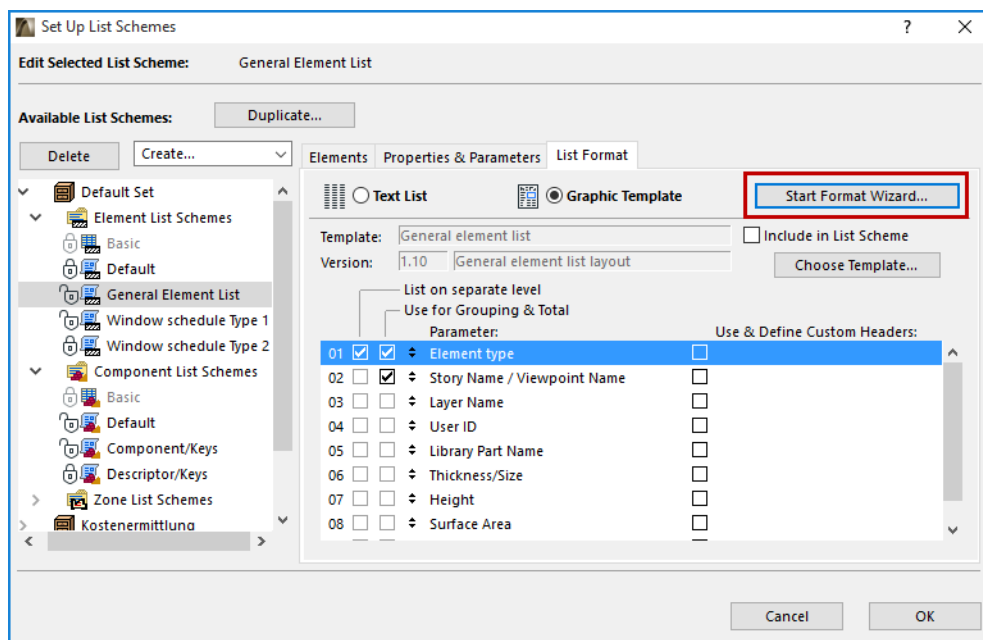 Set Up List Schemes
?
Edit Selected List Scheme: General Element List
Available List Schemes: Duplicate...
Delete Create...
Default Set
Element List Schemes
Basic
Default
General Element List
Window schedule Type 1
Window schedule Type 2
Component List Schemes
Basic
Default
Component/Keys
Descriptor/Keys
Zone List Schemes
Kostenermittlung
Elements Properties & Parameters List Format
Text List Graphic Template Start Format Wizard...
Template: General element list Include in List Scheme
Version: 1.10 General element list layout Choose Template...
List on separate level
Use for Grouping & Total
Parameter: Use & Define Custom Headers:
01 Element type
02 Story Name / Viewpoint Name
03 Layer Name
04 User ID
05 Library Part Name
06 Thickness/Size
07 Height
08 Surface Area
Cancel OK